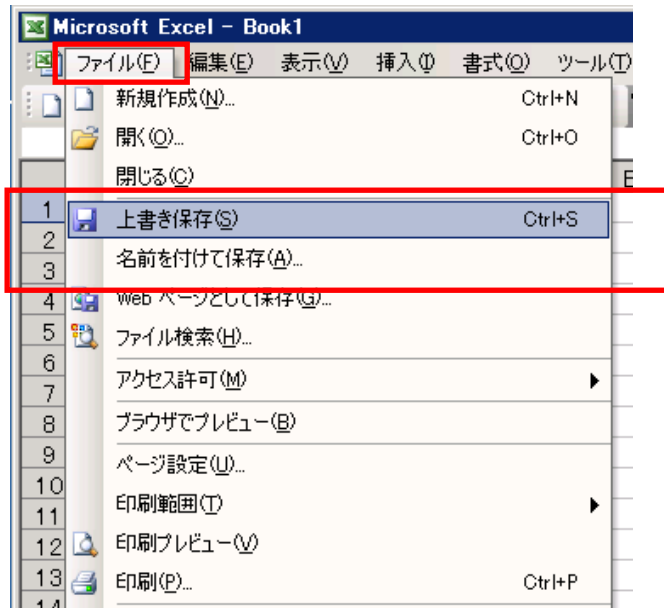 Microsoft Excel - Book1
ファイル(F) 編集(E) 表示(V) 挿入(I) 書式(O) ツール(T)
新規作成(N)... Ctrl+N
開く(O)... Ctrl+O
閉じる(C)
1 上書き保存(S) Ctrl+S
2
3 名前を付けて保存(A)...
4 Web ページとして保存(G)...
5 ファイル検索(H)...
6
7 アクセス許可(M)
8 ブラウザでプレビュー(B)
9 ページ設定(U)...
10
11 印刷範囲(T)
12 印刷プレビュー(V)
13 印刷(P)... Ctrl+P
14